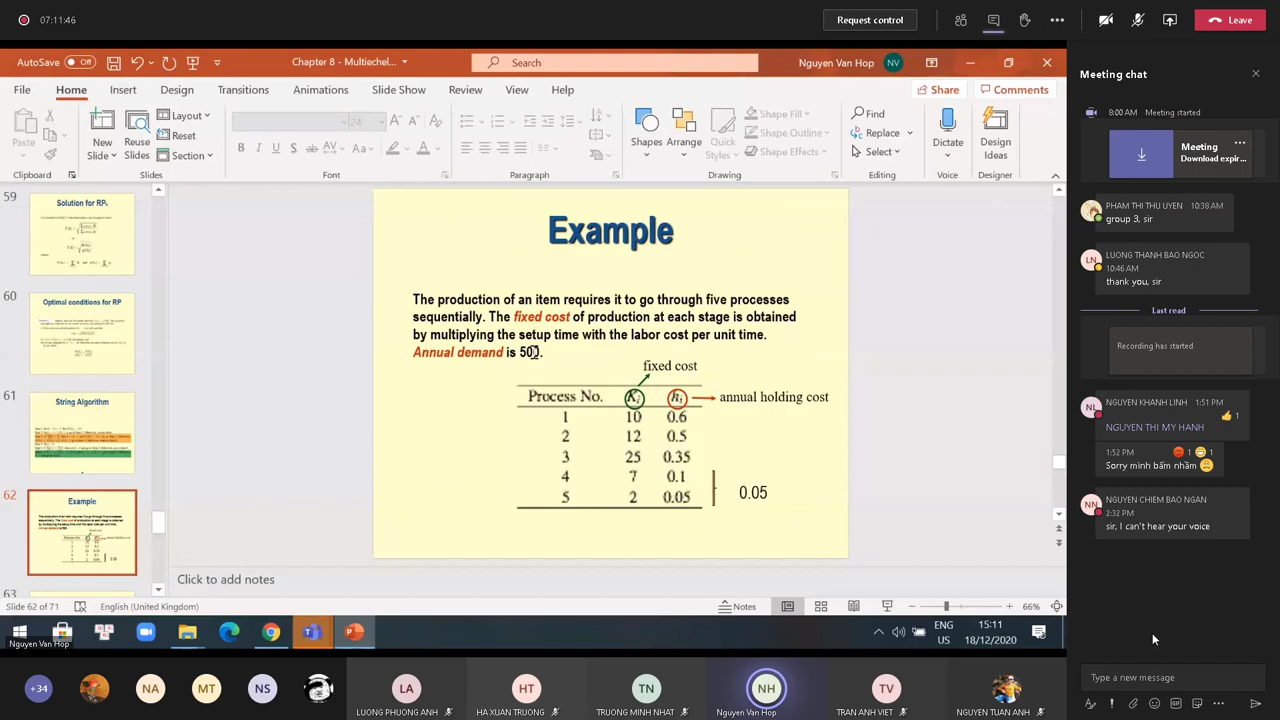 07:11:46
Request control
Leave
AutoSave
Off
Chapter 8 - Multiechel...
Search
Nguyen Van Hop
NV
File
Home
Insert
Design
Transitions
Animations
Slide Show
Review
View
Help
Share
Comments
Paste
New
Slide
Reuse
Slides
Layout
Reset
Section
24
Shapes
Arrange
Quick
Styles
Shape Fill
Shape Outline
Shape Effects
Find
Replace
Select
Dictate
Design
Ideas
Clipboard
Slides
Font
Paragraph
Drawing
Editing
Voice
Designer
59
Solution for RP
60
Optimal conditions for RP
61
String Algorithm
62
Example
63
Example
The production of an item requires it to go through five processes
sequentially. The fixed cost of production at each stage is obtained
by multiplying the setup time with the labor cost per unit time.
Annual demand is 500.
fixed cost
Process No. Ki hi annual holding cost
1 10 0.6
2 12 0.5
3 25 0.35
4 7 0.1
5 2 0.05
0.05
Click to add notes
Slide 62 of 71
English (United Kingdom)
Notes
66%
Nguyen Van Hop
ENG
US
15:11
18/12/2020
+34
NA
MT
NS
LA
LUONG PHUONG ANH
HT
HA XUAN TRUONG
TN
TRUONG MINH NHAT
NH
Nguyen Van Hop
TV
TRAN ANH VIET
NGUYEN TUAN ANH
Meeting chat
8:00 AM Meeting started
Meeting
Download expir...
PHAM THI THU UYEN 10:38 AM
group 3, sir
LN
LUONG THANH BAO NGOC
10:46 AM
thank you, sir
Last read
Recording has started
NL
NGUYEN KHANH LINH 1:51 PM
1
NGUYEN THI MY HANH
1:52 PM 1 1
Sorry mình bấm nhầm
NN
NGUYEN CHIEM BAO NGAN
2:32 PM
sir, I can't hear your voice
Type a new message